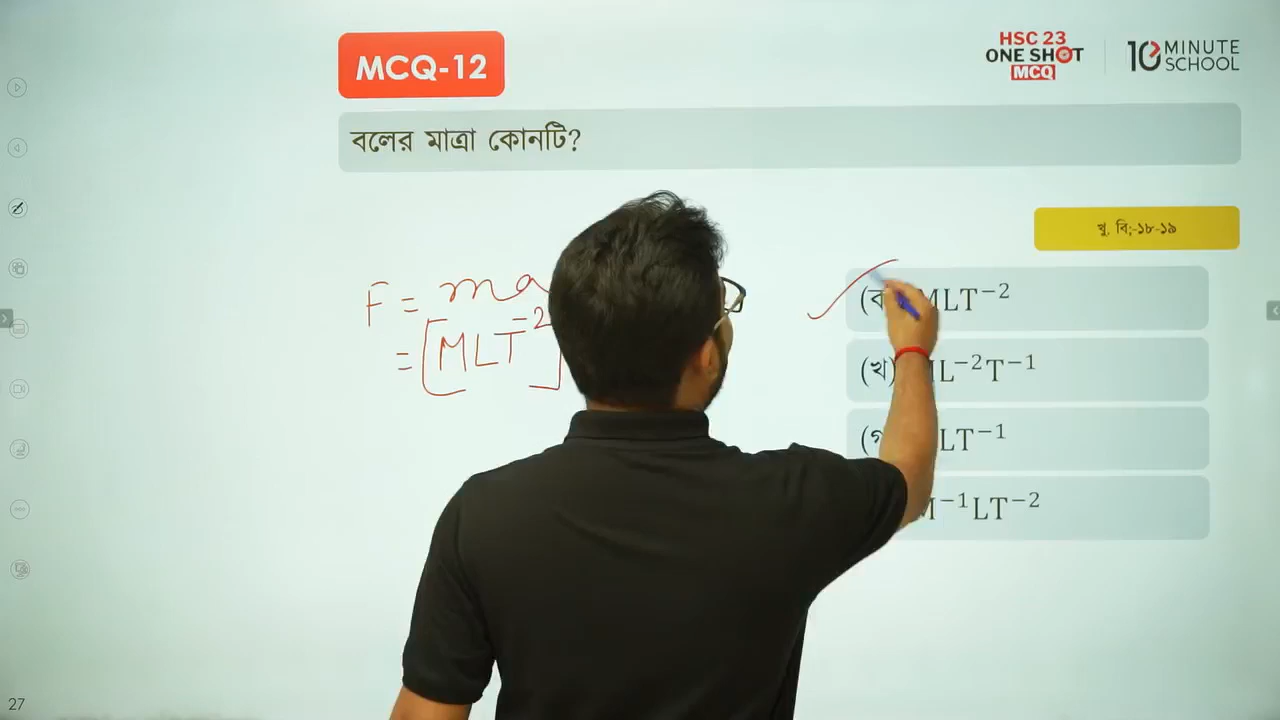 MCQ-12
HSC 23
ONE SHOT
MCQ
10 MINUTE
SCHOOL
বলের মাত্রা কোনটি?
খু. বি;-১৮-১৯
F = ma
= [MLT⁻²]
MLT⁻²
(খ) L⁻²T⁻¹
LT⁻¹
⁻¹LT⁻²
27